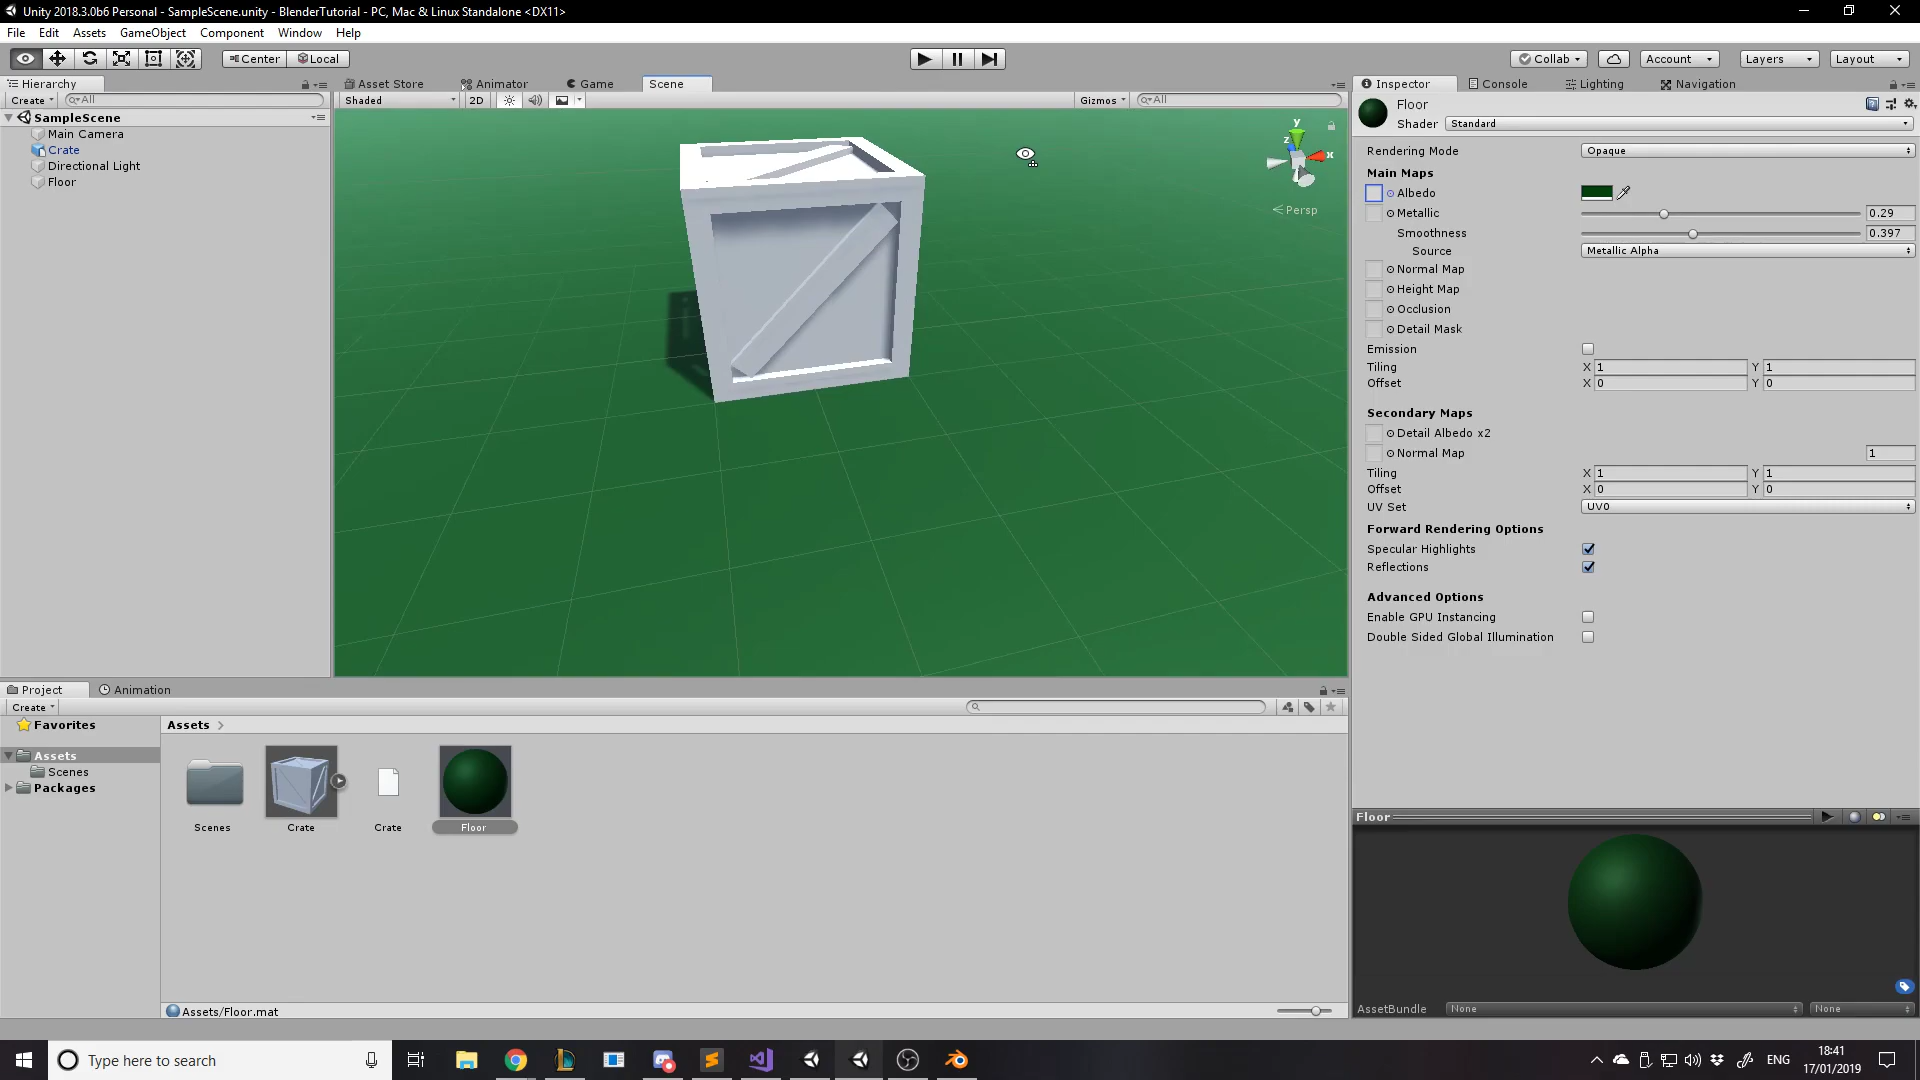 Unity 2018.3.0b6 Personal - SampleScene.unity - BlenderTutorial - PC, Mac & Linux Standalone <DX11>
File Edit Assets GameObject Component Window Help
Center Local Collab Account Layers Layout
Hierarchy Asset Store Animator Game Scene Inspector Console Lighting Navigation
Create All Shaded 2D Gizmos All
SampleScene
Main Camera
Crate
Directional Light
Floor
y
z
x
Persp
Floor
Shader Standard
Rendering Mode Opaque
Main Maps
Albedo
Metallic 0.29
Smoothness 0.397
Source Metallic Alpha
Normal Map
Height Map
Occlusion
Detail Mask
Emission
Tiling X 1 Y 1
Offset X 0 Y 0
Secondary Maps
Detail Albedo x2
Normal Map 1
Tiling X 1 Y 1
Offset X 0 Y 0
UV Set UV0
Forward Rendering Options
Specular Highlights
Reflections
Advanced Options
Enable GPU Instancing
Double Sided Global Illumination
Project Animation
Create
Favorites
Assets
Scenes
Packages
Assets
Scenes Crate Crate Floor
Assets/Floor.mat
Floor
AssetBundle None None
Type here to search
ENG
18:41
17/01/2019